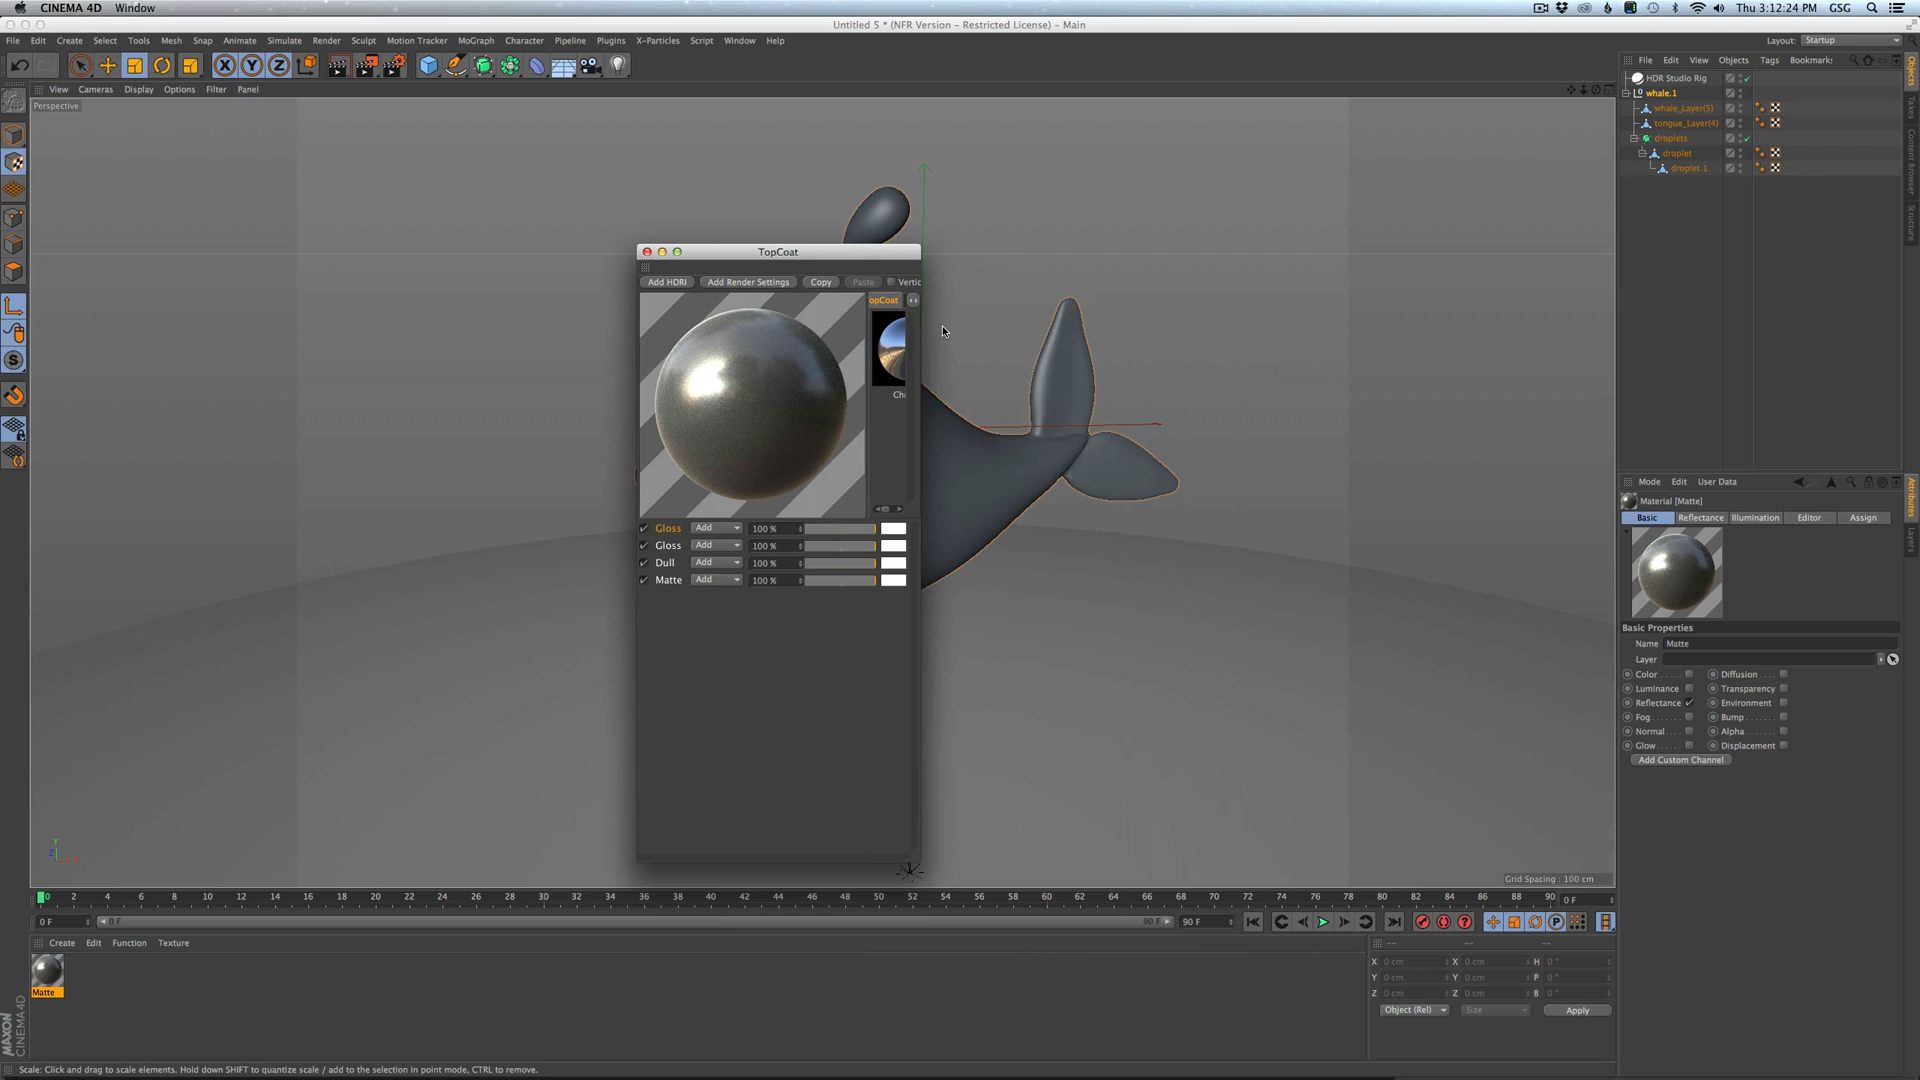 CINEMA 4D Window Thu 3:12:24 PM GSG
Untitled 5 * (NFR Version - Restricted License) - Main
File Edit Create Select Tools Mesh Snap Animate Simulate Render Sculpt Motion Tracker MoGraph Character Pipeline Plugins X-Particles Script Window Help Layout: Startup
X Y Z
File Edit View Objects Tags Bookmarks
View Cameras Display Options Filter Panel
Perspective
HDR Studio Rig
whale.1
whale_Layer(5)
tongue_Layer(4)
droplets
droplet
droplet.1
Objects
Takes
Content Browser
Structure
TopCoat
Add HDRI Add Render Settings Copy Paste Vertic
opCoat
Ch
Gloss Add 100 %
Gloss Add 100 %
Dull Add 100 %
Matte Add 100 %
Mode Edit User Data
Material [Matte]
Basic Reflectance Illumination Editor Assign
Attributes
Layers
Basic Properties
Name Matte
Layer
Color Diffusion
Luminance Transparency
Reflectance Environment
Fog Bump
Normal Alpha
Glow Displacement
Add Custom Channel
Y
Z
Grid Spacing : 100 cm
0 2 4 6 8 10 12 14 16 18 20 22 24 26 28 30 32 34 36 38 40 42 44 46 48 50 52 54 56 58 60 62 64 66 68 70 72 74 76 78 80 82 84 86 88 90 0 F
0 F 0 F 90 F 90 F
Create Edit Function Texture
-- -- --
Matte
X 0 cm X 0 cm H 0 °
Y 0 cm Y 0 cm P 0 °
Z 0 cm Z 0 cm B 0 °
Object (Rel) Size Apply
MAXON
CINEMA 4D
Scale: Click and drag to scale elements. Hold down SHIFT to quantize scale / add to the selection in point mode, CTRL to remove.